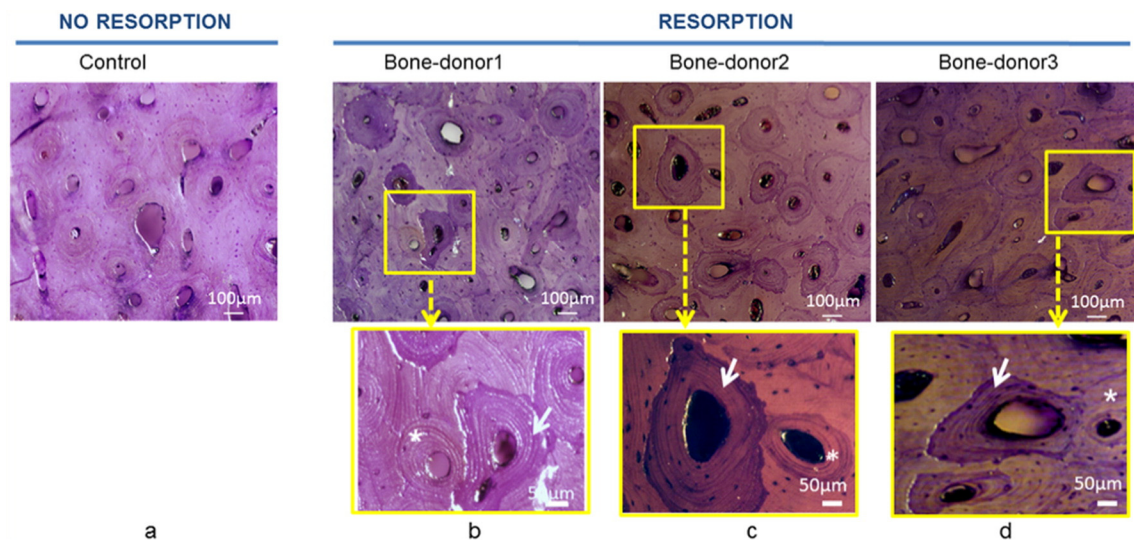 NO RESORPTION
RESORPTION
Control
Bone-donor1
Bone-donor2
Bone-donor3
100µm
100µm
100µm
100µm
*
*
*
50µm
50µm
50µm
a
b
c
d